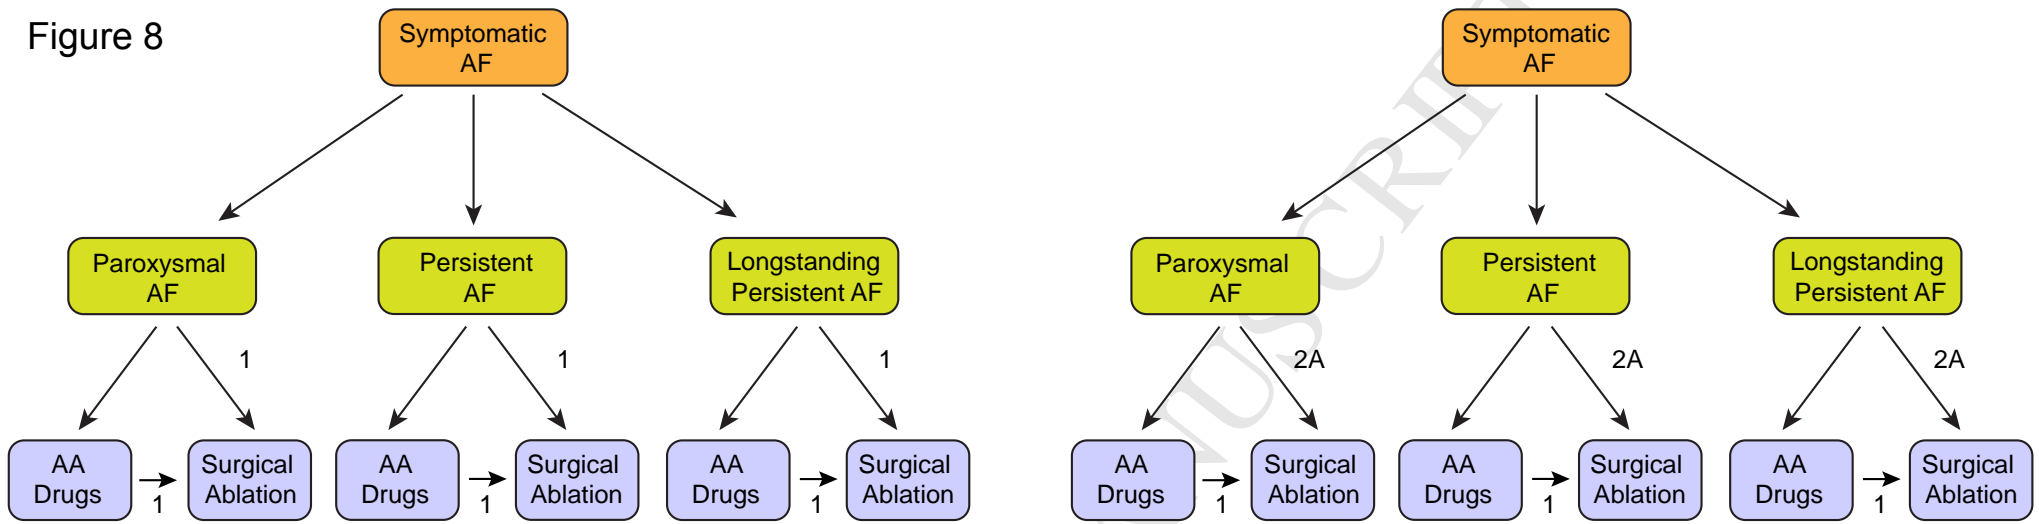 Figure 8
Symptomatic
AF
Paroxysmal
AF
Persistent
AF
Longstanding
Persistent AF
1
1
1
AA
Drugs
1
Surgical
Ablation
AA
Drugs
1
Surgical
Ablation
AA
Drugs
1
Surgical
Ablation
Symptomatic
AF
Paroxysmal
AF
Persistent
AF
Longstanding
Persistent AF
2A
2A
2A
AA
Drugs
1
Surgical
Ablation
AA
Drugs
1
Surgical
Ablation
AA
Drugs
1
Surgical
Ablation